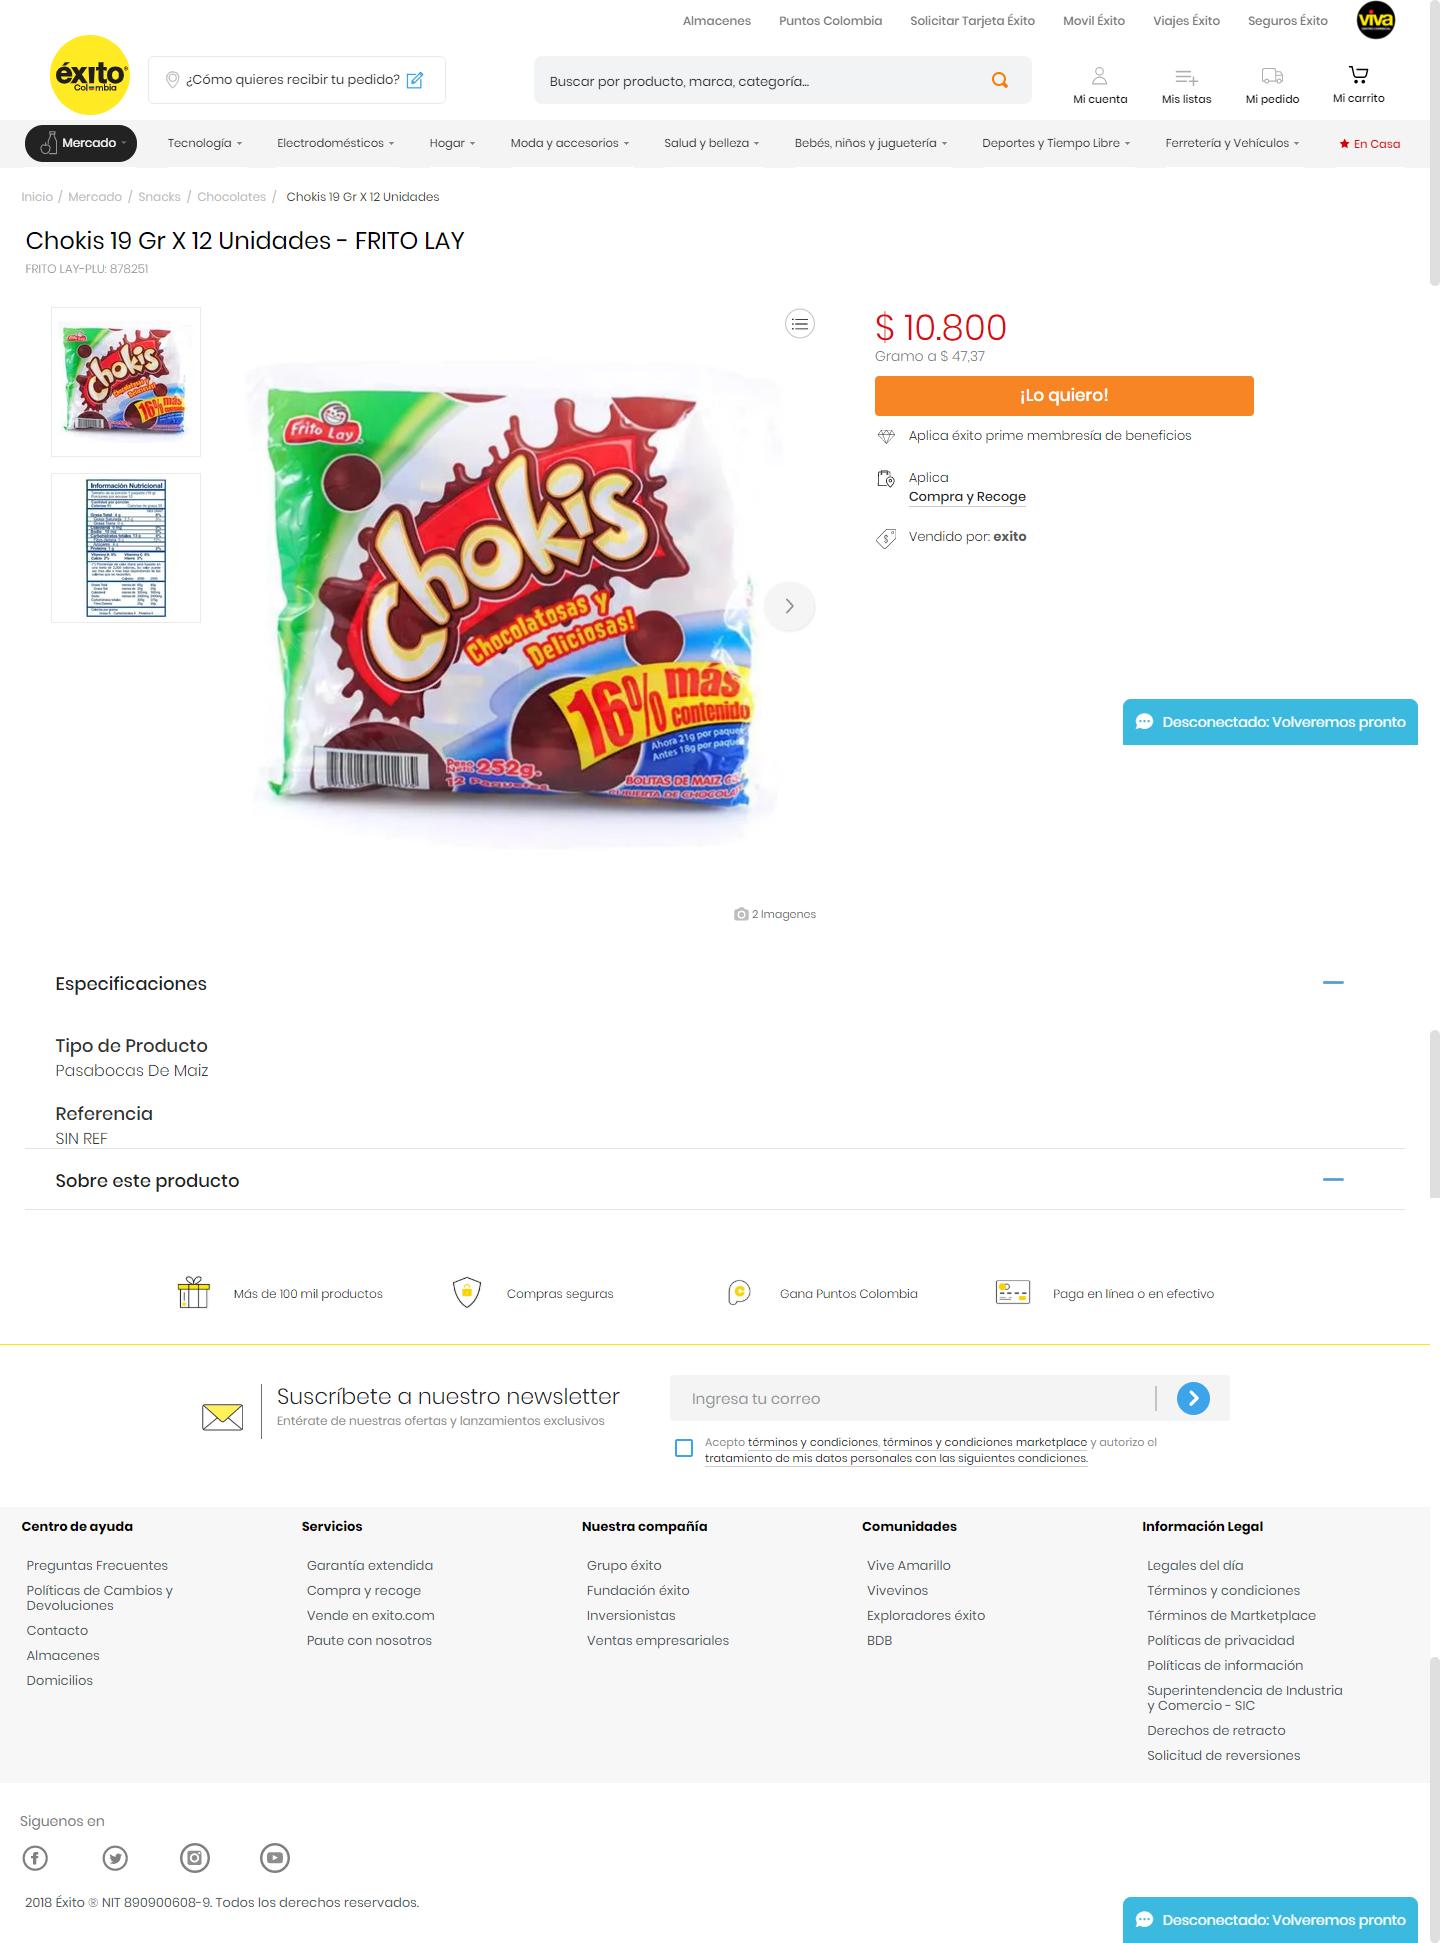 Almacenes Puntos Colombia Solicitar Tarjeta Éxito Movil Éxito Viajes Éxito Seguros Éxito viva
éxito
Colombia
¿Cómo quieres recibir tu pedido?
Buscar por producto, marca, categoría...
Mi cuenta Mis listas Mi pedido Mi carrito
Mercado Tecnología Electrodomésticos Hogar Moda y accesorios Salud y belleza Bebés, niños y juguetería Deportes y Tiempo Libre Ferretería y Vehículos En Casa
Inicio / Mercado / Snacks / Chocolates / Chokis 19 Gr X 12 Unidades
Chokis 19 Gr X 12 Unidades - FRITO LAY
FRITO LAY-PLU: 878251
Frito Lay
Chokis
Chocolatosas y
Deliciosas!
16% más
contenido
Ahora 21g por paquete
Antes 18g por paquete
Peso
Neto 252g.
12 Paquetes
BOLITAS DE MAIZ
Información Nutricional
$ 10.800
Gramo a $ 47,37
¡Lo quiero!
Aplica éxito prime membresía de beneficios
Aplica
Compra y Recoge
Vendido por: exito
Desconectado: Volveremos pronto
2 Imagenes
Especificaciones
Tipo de Producto
Pasabocas De Maiz
Referencia
SIN REF
Sobre este producto
Más de 100 mil productos
Compras seguras
Gana Puntos Colombia
Paga en línea o en efectivo
Suscríbete a nuestro newsletter
Entérate de nuestras ofertas y lanzamientos exclusivos
Ingresa tu correo
Acepto términos y condiciones, términos y condiciones marketplace y autorizo el
tratamiento de mis datos personales con las siguientes condiciones.
Centro de ayuda
Preguntas Frecuentes
Políticas de Cambios y
Devoluciones
Contacto
Almacenes
Domicilios
Servicios
Garantía extendida
Compra y recoge
Vende en exito.com
Paute con nosotros
Nuestra compañía
Grupo éxito
Fundación éxito
Inversionistas
Ventas empresariales
Comunidades
Vive Amarillo
Vivevinos
Exploradores éxito
BDB
Información Legal
Legales del día
Términos y condiciones
Términos de Martketplace
Políticas de privacidad
Políticas de información
Superintendencia de Industria
y Comercio - SIC
Derechos de retracto
Solicitud de reversiones
Siguenos en
2018 Éxito ® NIT 890900608-9. Todos los derechos reservados.
Desconectado: Volveremos pronto